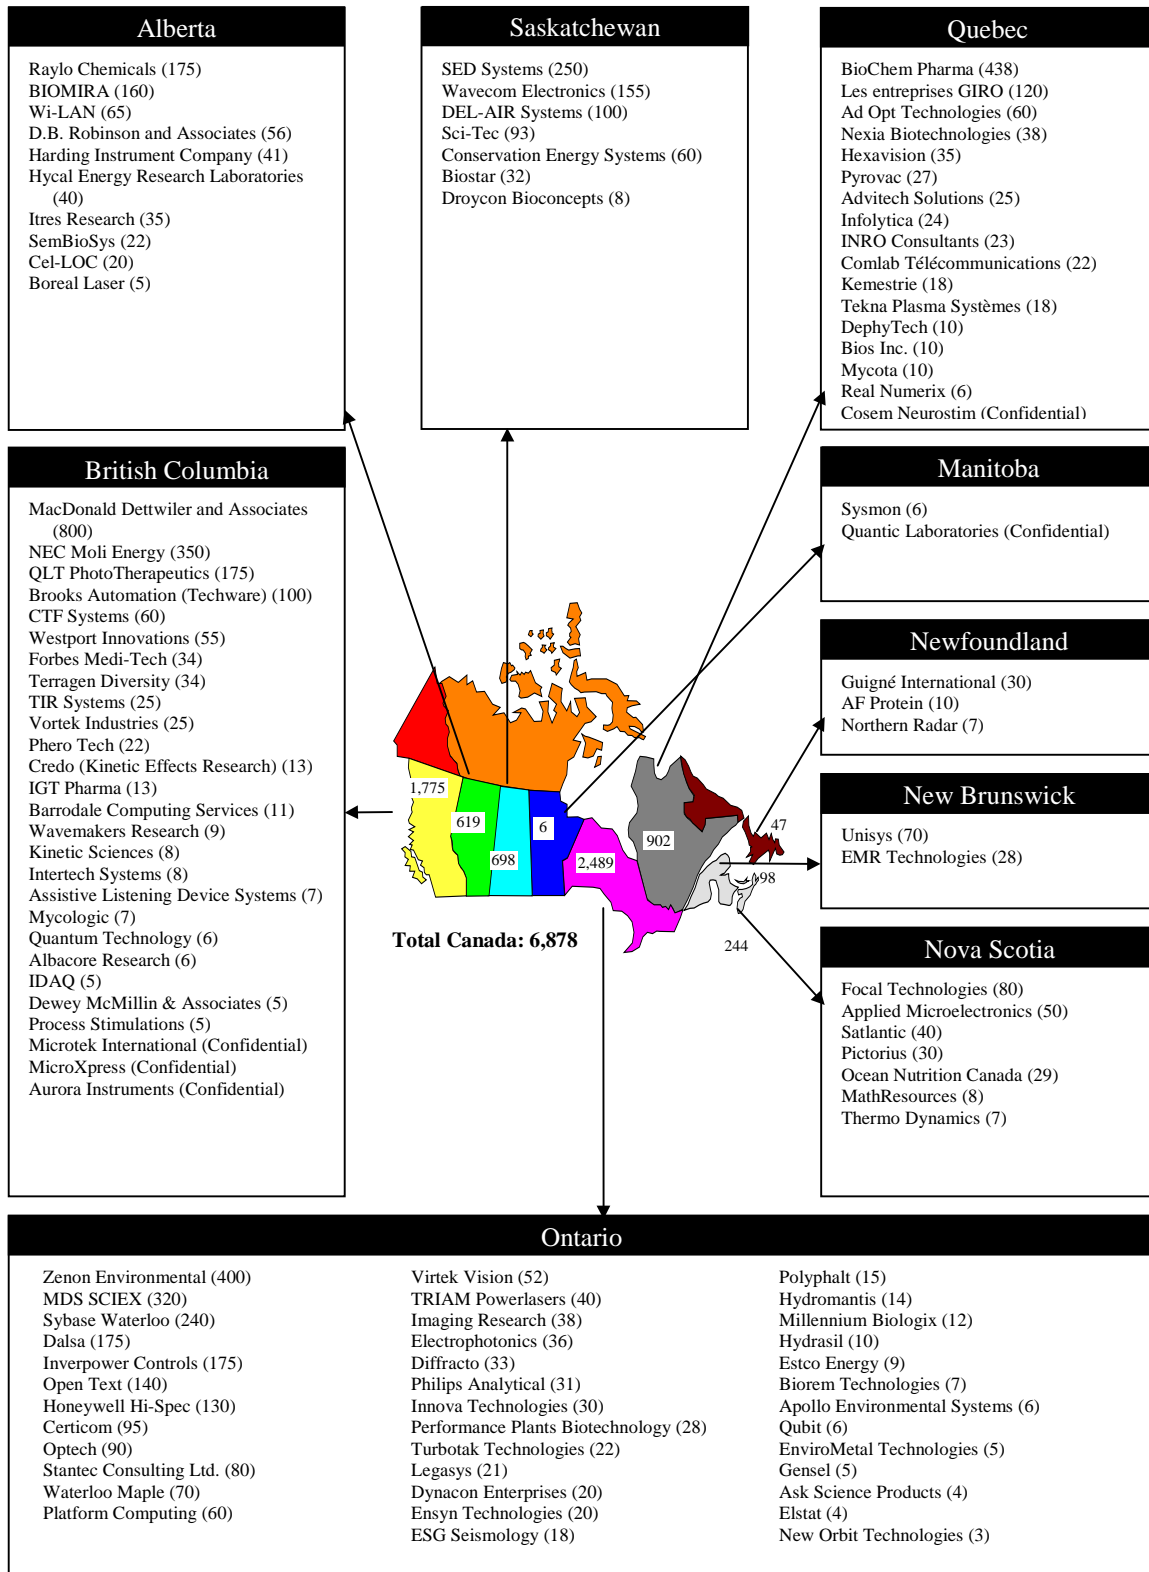 Alberta
Raylo Chemicals (175)
BIOMIRA (160)
Wi-LAN (65)
D.B. Robinson and Associates (56)
Harding Instrument Company (41)
Hycal Energy Research Laboratories
(40)
Itres Research (35)
SemBioSys (22)
Cel-LOC (20)
Boreal Laser (5)
Saskatchewan
SED Systems (250)
Wavecom Electronics (155)
DEL-AIR Systems (100)
Sci-Tec (93)
Conservation Energy Systems (60)
Biostar (32)
Droycon Bioconcepts (8)
Quebec
BioChem Pharma (438)
Les entreprises GIRO (120)
Ad Opt Technologies (60)
Nexia Biotechnologies (38)
Hexavision (35)
Pyrovac (27)
Advitech Solutions (25)
Infolytica (24)
INRO Consultants (23)
Comlab Télécommunications (22)
Kemestrie (18)
Tekna Plasma Systèmes (18)
DephyTech (10)
Bios Inc. (10)
Mycota (10)
Real Numerix (6)
Cosem Neurostim (Confidential)
British Columbia
MacDonald Dettwiler and Associates
(800)
NEC Moli Energy (350)
QLT PhotoTherapeutics (175)
Brooks Automation (Techware) (100)
CTF Systems (60)
Westport Innovations (55)
Forbes Medi-Tech (34)
Terragen Diversity (34)
TIR Systems (25)
Vortek Industries (25)
Phero Tech (22)
Credo (Kinetic Effects Research) (13)
IGT Pharma (13)
Barrodale Computing Services (11)
Wavemakers Research (9)
Kinetic Sciences (8)
Intertech Systems (8)
Assistive Listening Device Systems (7)
Mycologic (7)
Quantum Technology (6)
Albacore Research (6)
IDAQ (5)
Dewey McMillin & Associates (5)
Process Stimulations (5)
Microtek International (Confidential)
MicroXpress (Confidential)
Aurora Instruments (Confidential)
1,775
619
698
6
2,489
902
47
98
244
Total Canada: 6,878
Manitoba
Sysmon (6)
Quantic Laboratories (Confidential)
Newfoundland
Guigné International (30)
AF Protein (10)
Northern Radar (7)
New Brunswick
Unisys (70)
EMR Technologies (28)
Nova Scotia
Focal Technologies (80)
Applied Microelectronics (50)
Satlantic (40)
Pictorius (30)
Ocean Nutrition Canada (29)
MathResources (8)
Thermo Dynamics (7)
Ontario
Zenon Environmental (400)
MDS SCIEX (320)
Sybase Waterloo (240)
Dalsa (175)
Inverpower Controls (175)
Open Text (140)
Honeywell Hi-Spec (130)
Certicom (95)
Optech (90)
Stantec Consulting Ltd. (80)
Waterloo Maple (70)
Platform Computing (60)
Virtek Vision (52)
TRIAM Powerlasers (40)
Imaging Research (38)
Electrophotonics (36)
Diffracto (33)
Philips Analytical (31)
Innova Technologies (30)
Performance Plants Biotechnology (28)
Turbotak Technologies (22)
Legasys (21)
Dynacon Enterprises (20)
Ensyn Technologies (20)
ESG Seismology (18)
Polyphalt (15)
Hydromantis (14)
Millennium Biologix (12)
Hydrasil (10)
Estco Energy (9)
Biorem Technologies (7)
Apollo Environmental Systems (6)
Qubit (6)
EnviroMetal Technologies (5)
Gensel (5)
Ask Science Products (4)
Elstat (4)
New Orbit Technologies (3)